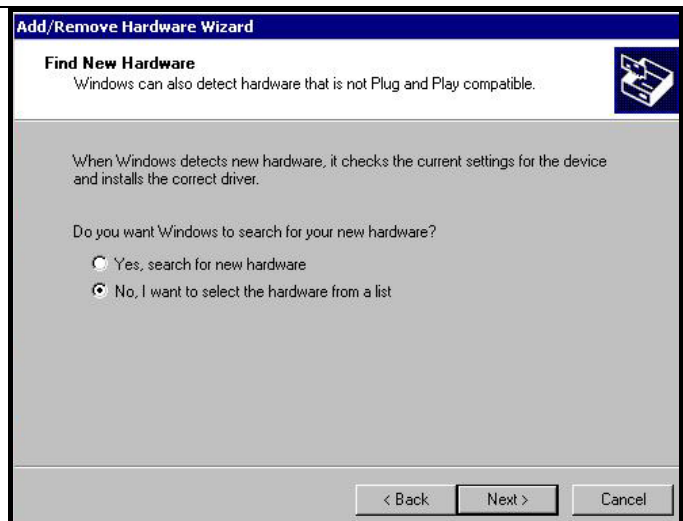 Add/Remove Hardware Wizard
Find New Hardware
Windows can also detect hardware that is not Plug and Play compatible.
When Windows detects new hardware, it checks the current settings for the device
and installs the correct driver.
Do you want Windows to search for your new hardware?
Yes, search for new hardware
No, I want to select the hardware from a list
< Back Next > Cancel